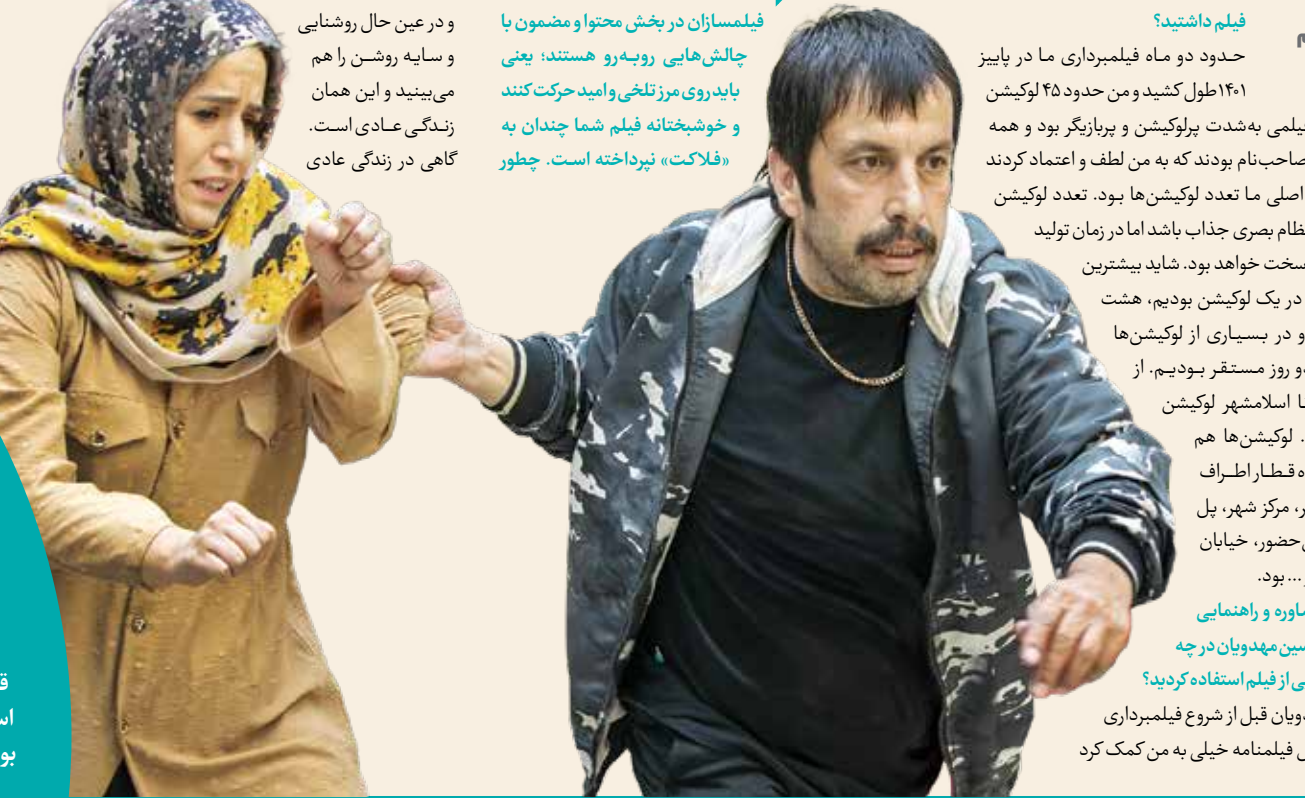 فیلم داشتید؟
حدود دو ماه فیلمبرداری ما در پاییز
۱۴۰۱ طول کشید و من حدود ۴۵ لوکیشن
به‌شدت پرلوکیشن و پربازیگر بود و همه
صاحب‌نام بودند که به من لطف و اعتماد کردند
اصلی ما تعدد لوکیشن‌ها بود. تعدد لوکیشن
بصری جذاب باشد اما در زمان تولید
سخت خواهد بود. شاید بیشترین
در یک لوکیشن بودیم، هشت
و در بسیاری از لوکیشن‌ها
روز مستقر بودیم. از
اسلامشهر لوکیشن
. لوکیشن‌ها هم
قطار اطراف
، مرکز شهر، پل
حضور، خیابان
... بود.
و راهنمایی
مهدویان در چه
از فیلم استفاده کردید؟
قبل از شروع فیلمبرداری
فیلمنامه خیلی به من کمک کرد
فیلمسازان در بخش محتوا و مضمون با
چالش‌هایی روبه‌رو هستند؛ یعنی
باید روی مرز تلخی و امید حرکت کنند
و خوشبختانه فیلم شما چندان به
«فلاکت» نپرداخته است. چطور
و در عین حال روشنایی
و سایه روشن را هم
می‌بینید و این همان
زندگی عادی است.
گاهی در زندگی عادی